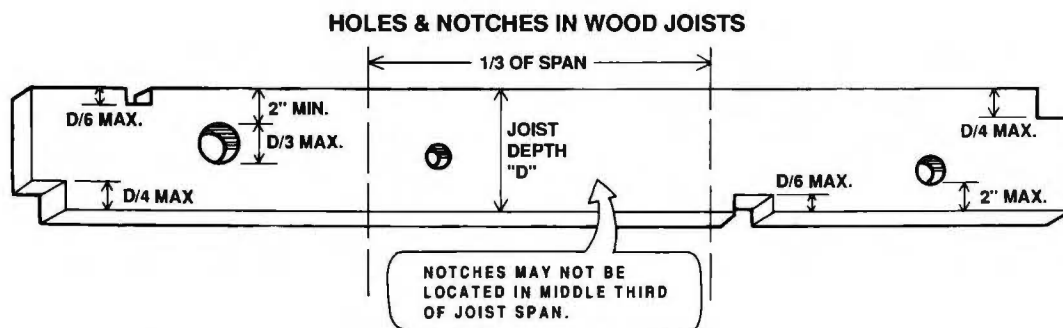 HOLES & NOTCHES IN WOOD JOISTS
1/3 OF SPAN
D/6 MAX.
2" MIN.
D/3 MAX.
JOIST
DEPTH
"D"
D/4 MAX.
D/4 MAX
D/6 MAX.
2" MAX.
NOTCHES MAY NOT BE
LOCATED IN MIDDLE THIRD
OF JOIST SPAN.